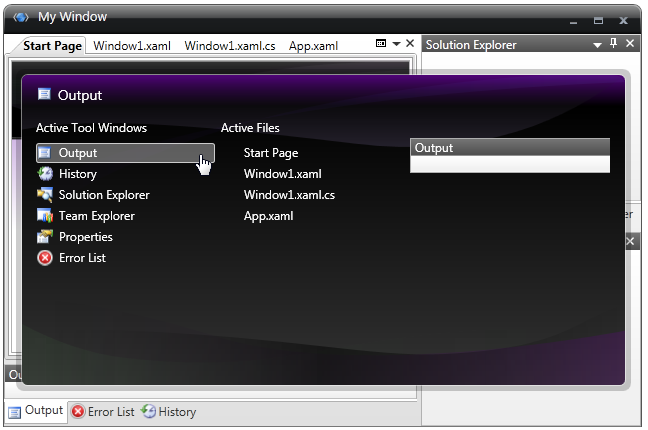 My Window
Start Page Window1.xaml Window1.xaml.cs App.xaml
Solution Explorer
Output
Active Tool Windows
Output
History
Solution Explorer
Team Explorer
Properties
Error List
Active Files
Start Page
Window1.xaml
Window1.xaml.cs
App.xaml
Output
Output Error List History